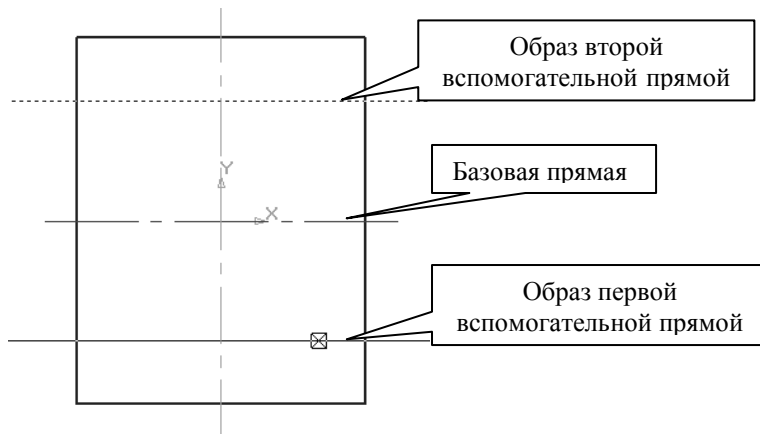 Образ второй
вспомогательной прямой
Y
Базовая прямая
X
Образ первой
вспомогательной прямой